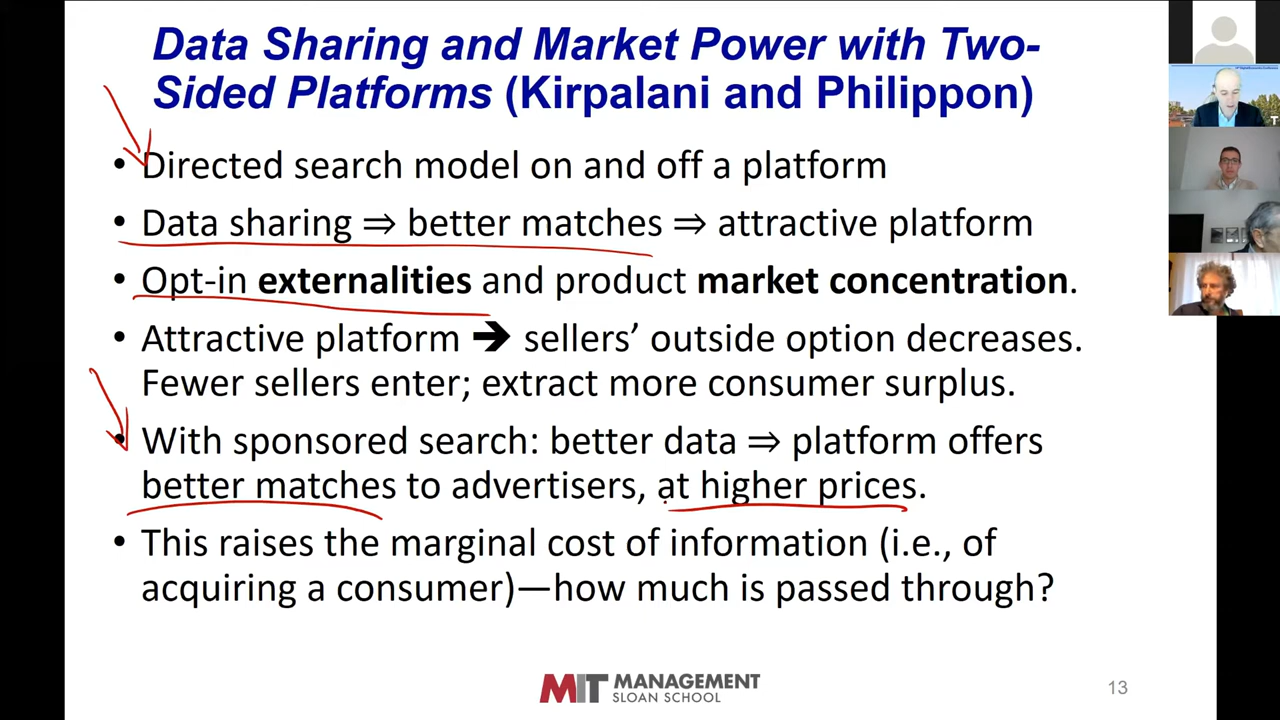 Data Sharing and Market Power with Two-
Sided Platforms (Kirpalani and Philippon)
• Directed search model on and off a platform
• Data sharing ⇒ better matches ⇒ attractive platform
• Opt-in externalities and product market concentration.
• Attractive platform 🡪 sellers’ outside option decreases.
Fewer sellers enter; extract more consumer surplus.
• With sponsored search: better data ⇒ platform offers
better matches to advertisers, at higher prices.
• This raises the marginal cost of information (i.e., of
acquiring a consumer)—how much is passed through?
MIT MANAGEMENT
SLOAN SCHOOL
13